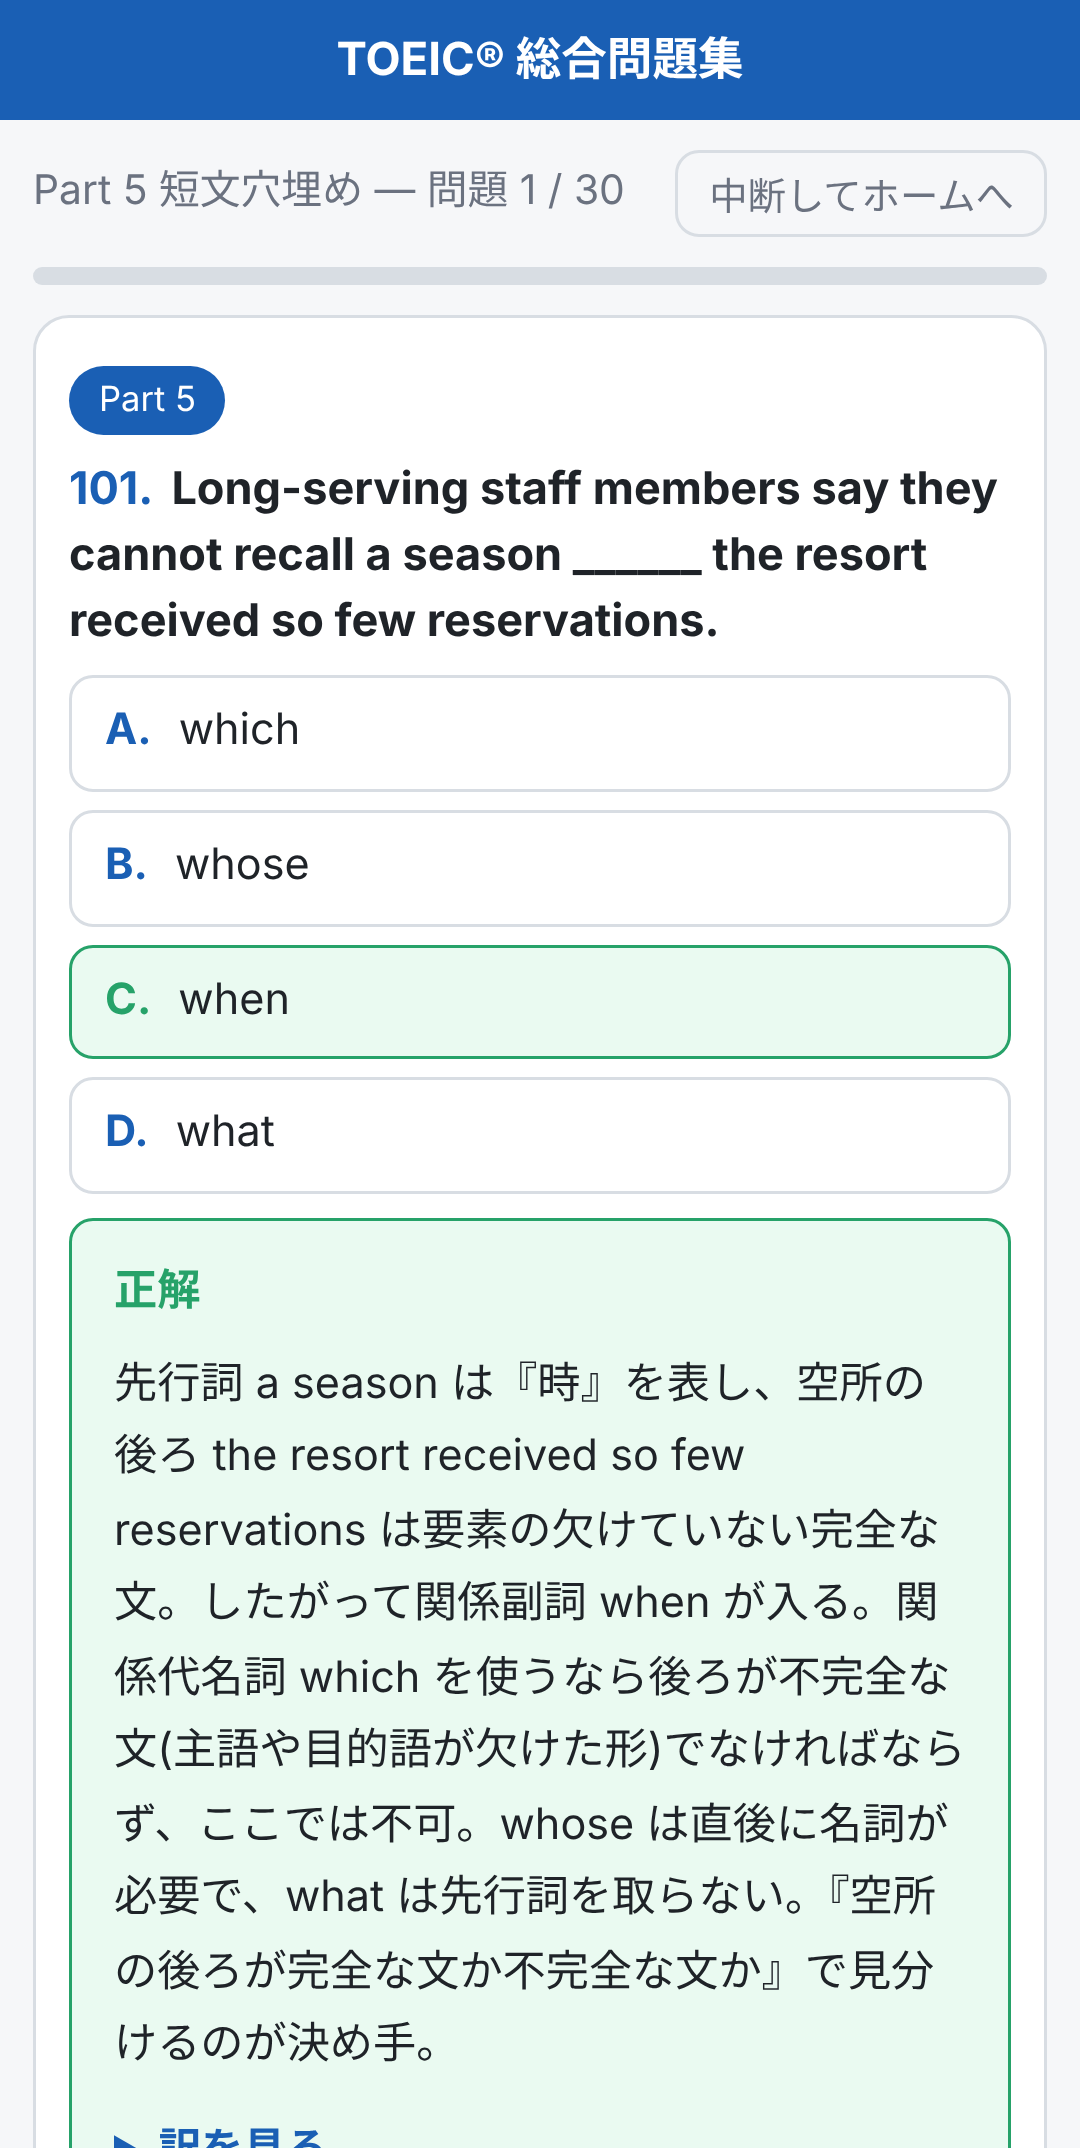 TOEIC® 総合問題集
Part 5 短文穴埋め — 問題 1 / 30
中断してホームへ
Part 5
101. Long-serving staff members say they
cannot recall a season ______ the resort
received so few reservations.
A. which
B. whose
C. when
D. what
正解
先行詞 a season は『時』を表し、空所の
後ろ the resort received so few
reservations は要素の欠けていない完全な
文。したがって関係副詞 when が入る。関
係代名詞 which を使うなら後ろが不完全な
文(主語や目的語が欠けた形)でなければなら
ず、ここでは不可。whose は直後に名詞が
必要で、what は先行詞を取らない。『空所
の後ろが完全な文か不完全な文か』で見分
けるのが決め手。
▶ 訳を見る